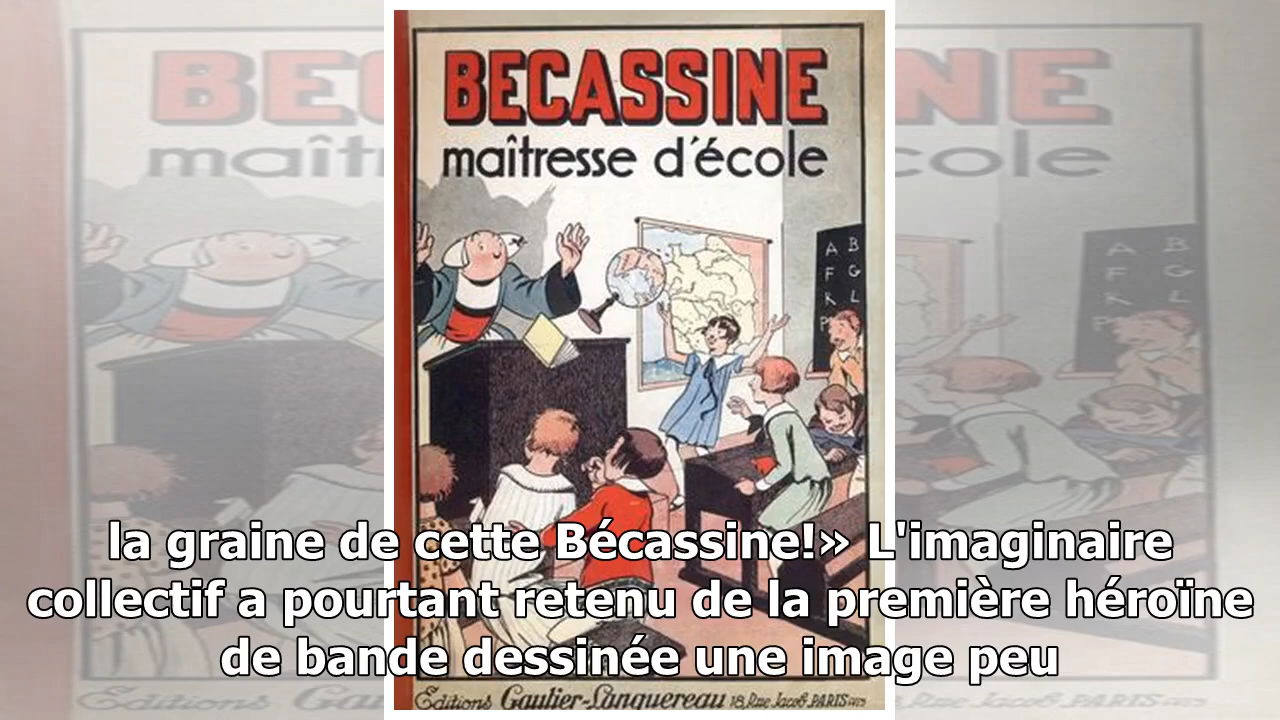 BECASSINE
maîtresse d'école
A B
F G
R L
P
la graine de cette Bécassine!» L'imaginaire
collectif a pourtant retenu de la première héroïne
de bande dessinée une image peu
Editions Gautier-Languereau 18, Rue Jacob. PARIS